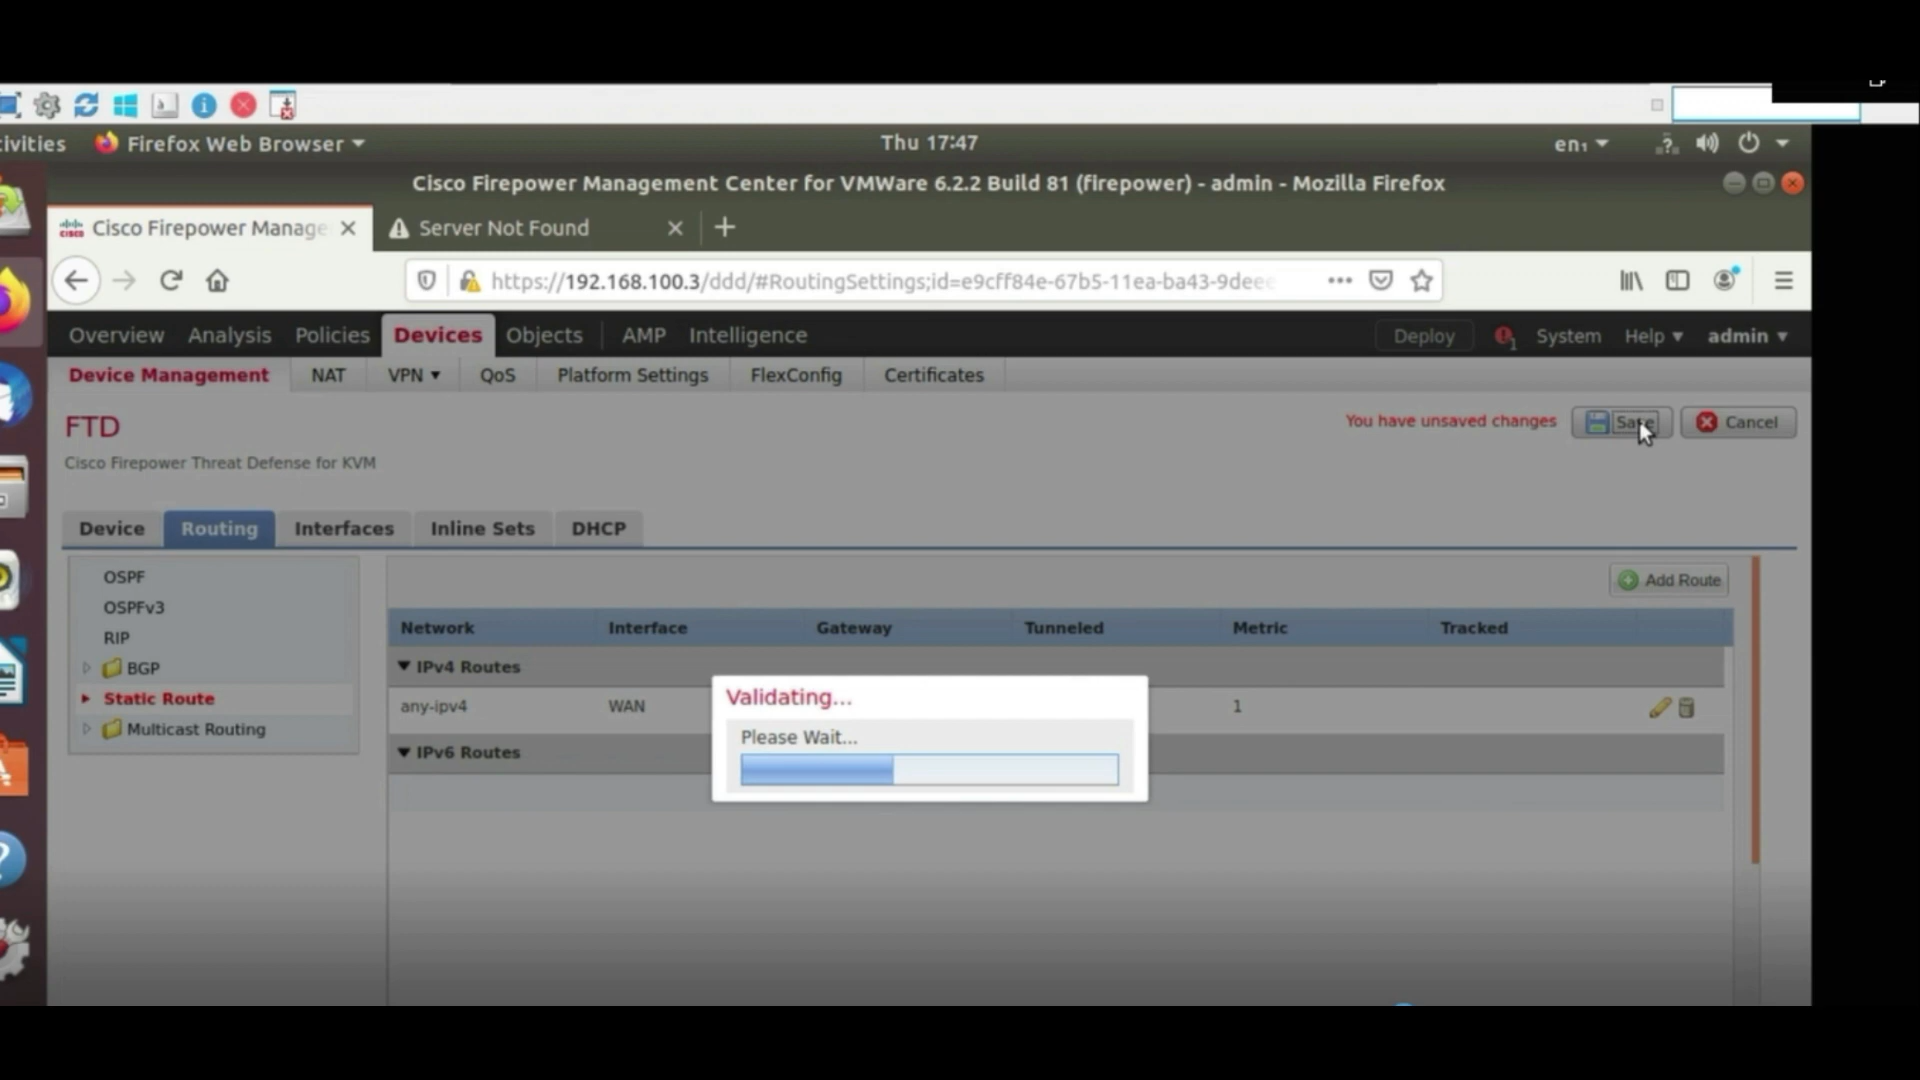 tivities Firefox Web Browser Thu 17:47 en₁
Cisco Firepower Management Center for VMWare 6.2.2 Build 81 (firepower) - admin - Mozilla Firefox
Cisco Firepower Manage Server Not Found
https://192.168.100.3/ddd/#RoutingSettings;id=e9cff84e-67b5-11ea-ba43-9deee
Overview Analysis Policies Devices Objects AMP Intelligence Deploy 1 System Help admin
Device Management NAT VPN QoS Platform Settings FlexConfig Certificates
FTD
You have unsaved changes Save Cancel
Cisco Firepower Threat Defense for KVM
Device Routing Interfaces Inline Sets DHCP
OSPF
OSPFv3
RIP
BGP
Static Route
Multicast Routing
Add Route
Network Interface Gateway Tunneled Metric Tracked
IPv4 Routes
any-ipv4 WAN 1
IPv6 Routes
Validating...
Please Wait...